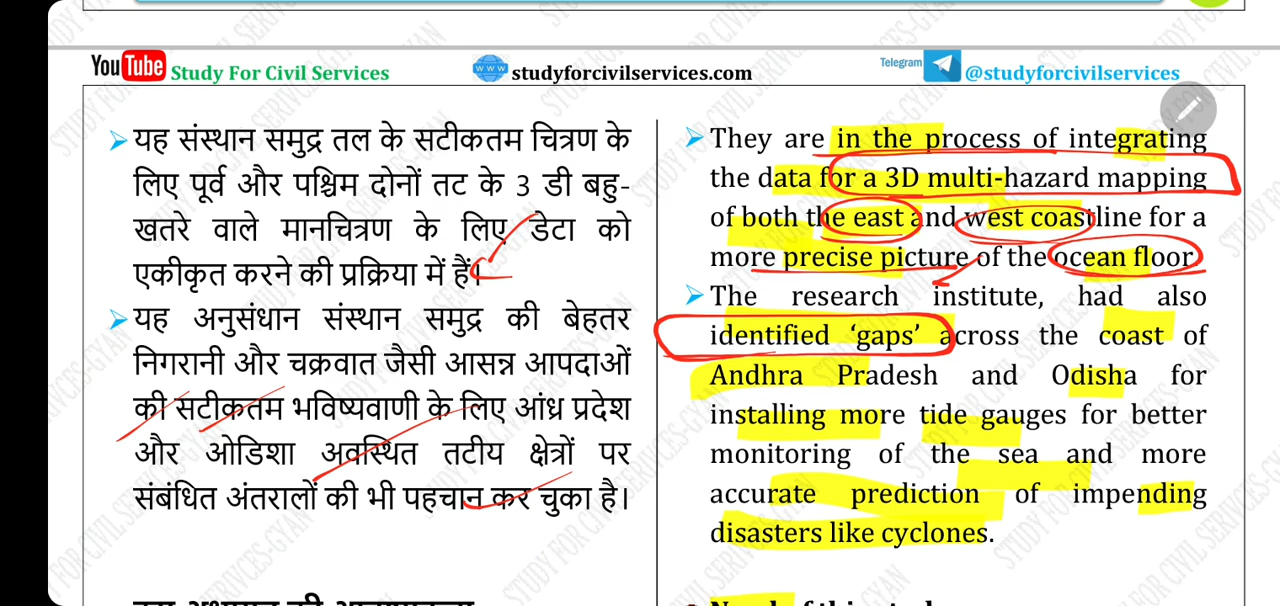 YouTube Study For Civil Services
www studyforcivilservices.com
Telegram @studyforcivilservices
यह संस्थान समुद्र तल के सटीकतम चित्रण के
लिए पूर्व और पश्चिम दोनों तट के 3 डी बहु-
खतरे वाले मानचित्रण के लिए डेटा को
एकीकृत करने की प्रक्रिया में हैं।
यह अनुसंधान संस्थान समुद्र की बेहतर
निगरानी और चक्रवात जैसी आसन्न आपदाओं
की सटीकतम भविष्यवाणी के लिए आंध्र प्रदेश
और ओडिशा अवस्थित तटीय क्षेत्रों पर
संबंधित अंतरालों की भी पहचान कर चुका है।
They are in the process of integrating
the data for a 3D multi-hazard mapping
of both the east and west coastline for a
more precise picture of the ocean floor
The research institute, had also
identified ‘gaps’ across the coast of
Andhra Pradesh and Odisha for
installing more tide gauges for better
monitoring of the sea and more
accurate prediction of impending
disasters like cyclones.